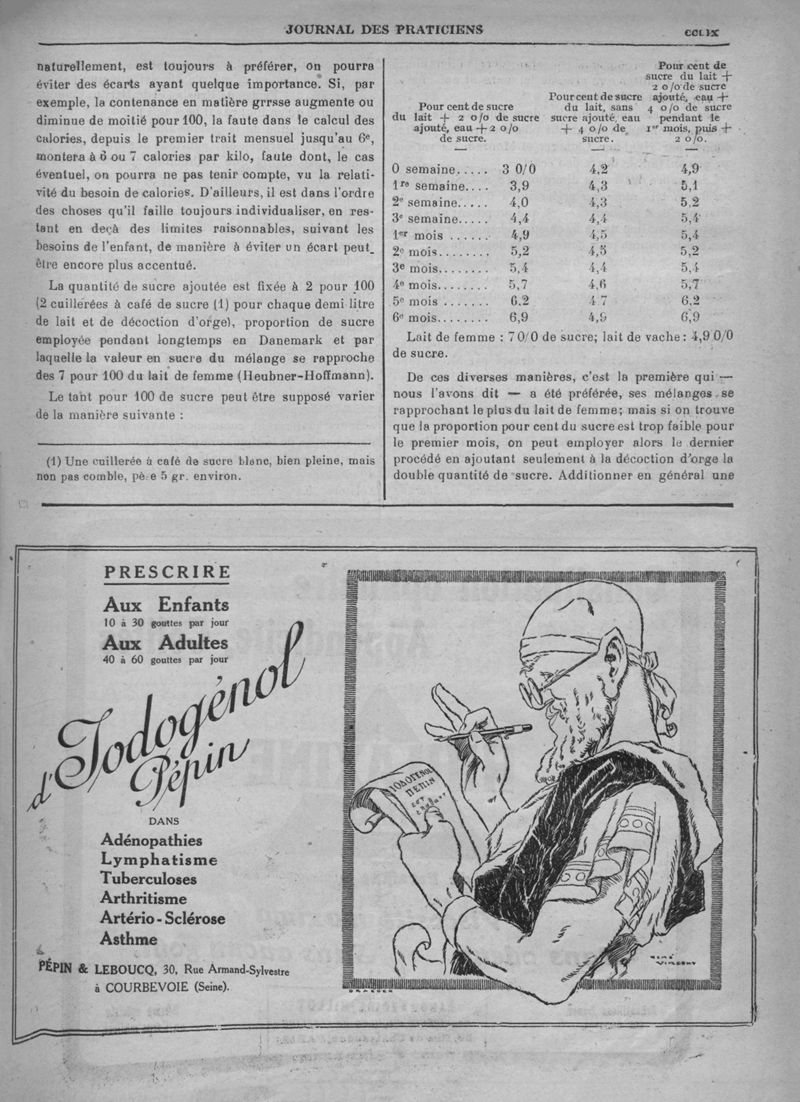 JOURNAL DES PRATICIENS
CCLIX
naturellement, est toujours à préférer, on pourra
éviter des écarts ayant quelque importance. Si, par
exemple, la contenance en matière grrsse augmente ou
diminue de moitié pour 100, la faute dans le calcul des
calories, depuis le premier trait mensuel jusqu'au 6e,
montera à 6 ou 7 calories par kilo, faute dont, le cas
éventuel, on pourra ne pas tenir compte, vu la relati-
vité du besoin de calories. D'ailleurs, il est dans l'ordre
des choses qu'il faille toujours individualiser, en res-
tant en deçà des limites raisonnables, suivant les
besoins de l'enfant, de manière à éviter un écart peut_
être encore plus accentué.
La quantité de sucre ajoutée est fixée à 2 pour 100
(2 cuillerées à café de sucre (1) pour chaque demi litre
de lait et de décoction d'orge), proportion de sucre
employée pendant longtemps en Danemark et par
laquelle la valeur en sucre du mélange se rapproche
des 7 pour 100 du lait de femme (Heubner-Hoffmann).
Le taht pour 100 de sucre peut être supposé varier
de la manière suivante :
(1) Une cuillerée à café de sucre blanc, bien pleine, mais
non pas comble, pè-e 5 gr. environ.
Pour cent de sucre
du lait + 2 o/o de sucre
ajouté, eau + 2 o/o
de sucre.
Pour cent de sucre
du lait, sans
sucre ajouté, eau
+ 4 o/o de
sucre.
Pour cent de
sucre du lait +
2 o/o de sucre
ajouté, eau +
4 o/o de sucre
pendant le
1er mois, puis +
2 o/o.
0 semaine..... 3 0/0 4,2 4,9
1re semaine.... 3,9 4,3 5,1
2e semaine..... 4,0 4,3 5,2
3e semaine..... 4,4 4,4 5,4
1er mois ...... 4,9 4,5 5,4
2e mois........ 5,2 4,5 5,2
3e mois........ 5,4 4,4 5,4
4e mois........ 5,7 4,6 5,7
5e mois ....... 6,2 4 7 6,2
6e mois........ 6,9 4,9 6,9
Lait de femme : 7 0/0 de sucre; lait de vache: 4,9 0/0
de sucre.
De ces diverses manières, c'est la première qui —
nous l'avons dit — a été préférée, ses mélanges se
rapprochant le plus du lait de femme; mais si on trouve
que la proportion pour cent du sucre est trop faible pour
le premier mois, on peut employer alors le dernier
procédé en ajoutant seulement à la décoction d'orge la
double quantité de sucre. Additionner en général une
PRESCRIRE
Aux Enfants
10 à 30 gouttes par jour
Aux Adultes
40 à 60 gouttes par jour
d'Iodogénol
Pépin
DANS
Adénopathies
Lymphatisme
Tuberculoses
Arthritisme
Artério-Sclérose
Asthme
PÉPIN & LEBOUCQ, 30, Rue Armand-Sylvestre
à COURBEVOIE (Seine).
IODOGENOL
PEPIN
RENÉ
VINCENT
DRAEGER